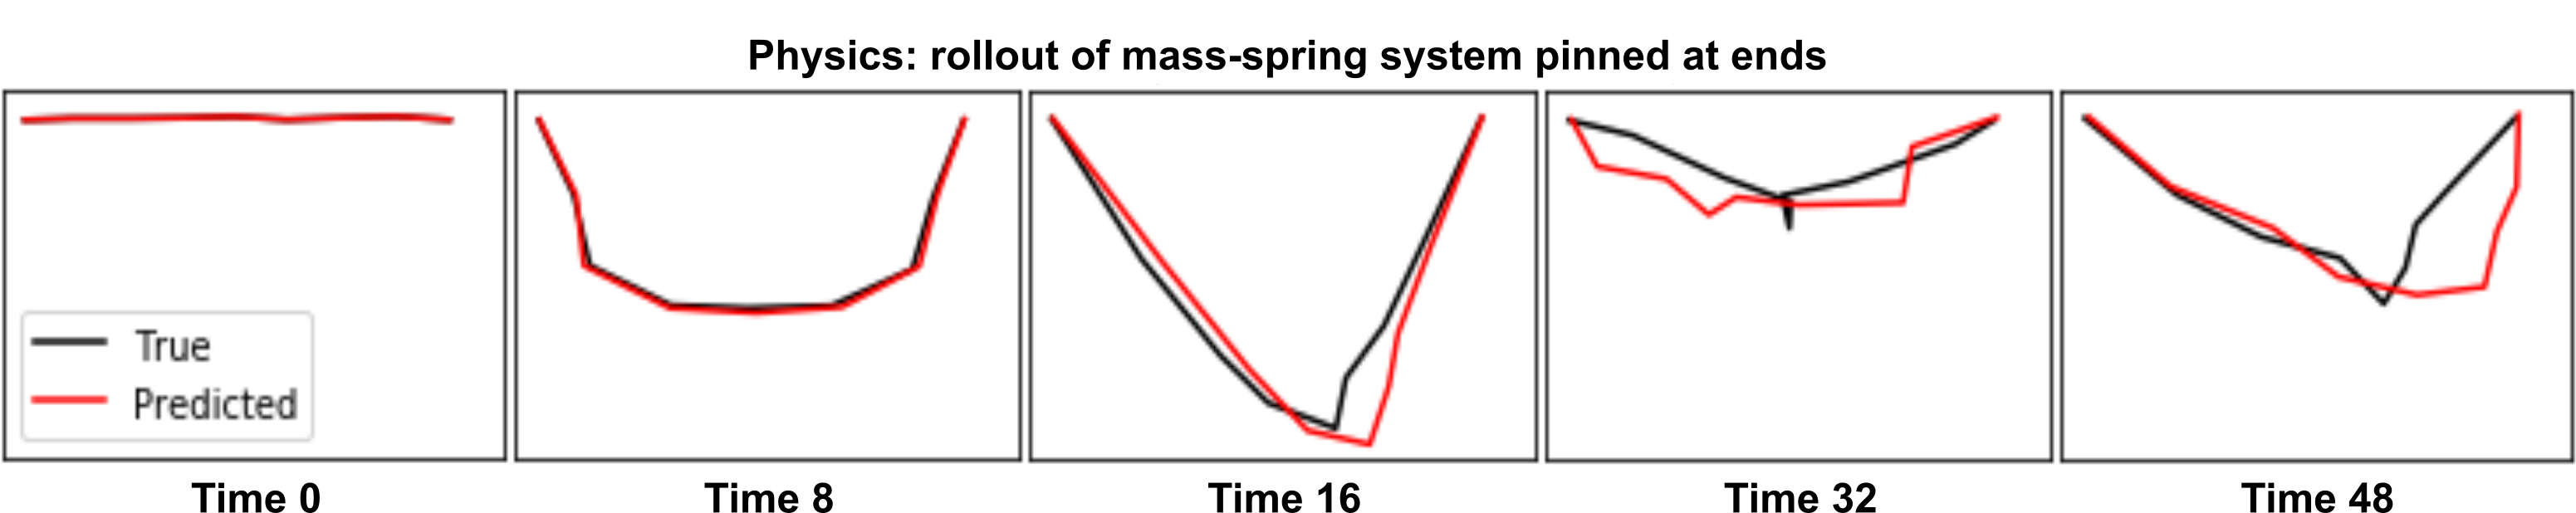 Physics: rollout of mass-spring system pinned at ends
True
Predicted
Time 0
Time 8
Time 16
Time 32
Time 48